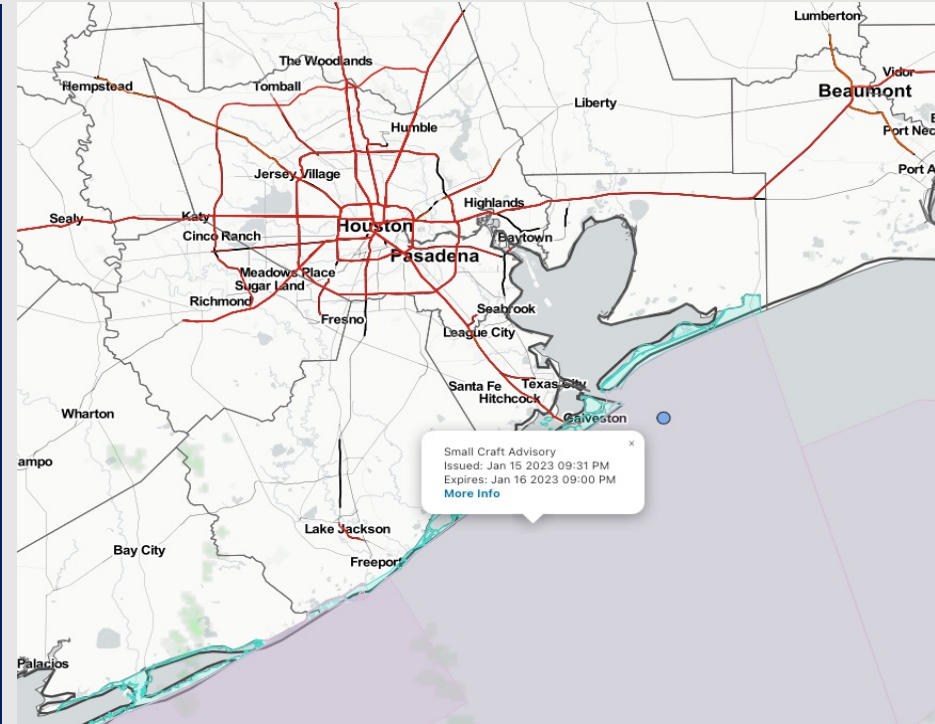 Lumberton
The Woodlands
Vidor
Hempstead
Tomball
Beaumont
Liberty
Humble
Port Nec
Port A
Jersey Village
Highlands
Sealy
Katy
Houston
Cinco Ranch
Baytown
Pasadena
Meadows Place
Sugar Land
Richmond
Seabrook
Fresno
League City
Santa Fe
Texas City
Hitchcock
Wharton
Galveston
×
Small Craft Advisory
Issued: Jan 15 2023 09:31 PM
Expires: Jan 16 2023 09:00 PM
More Info
ampo
Lake Jackson
Bay City
Freeport
Palacios